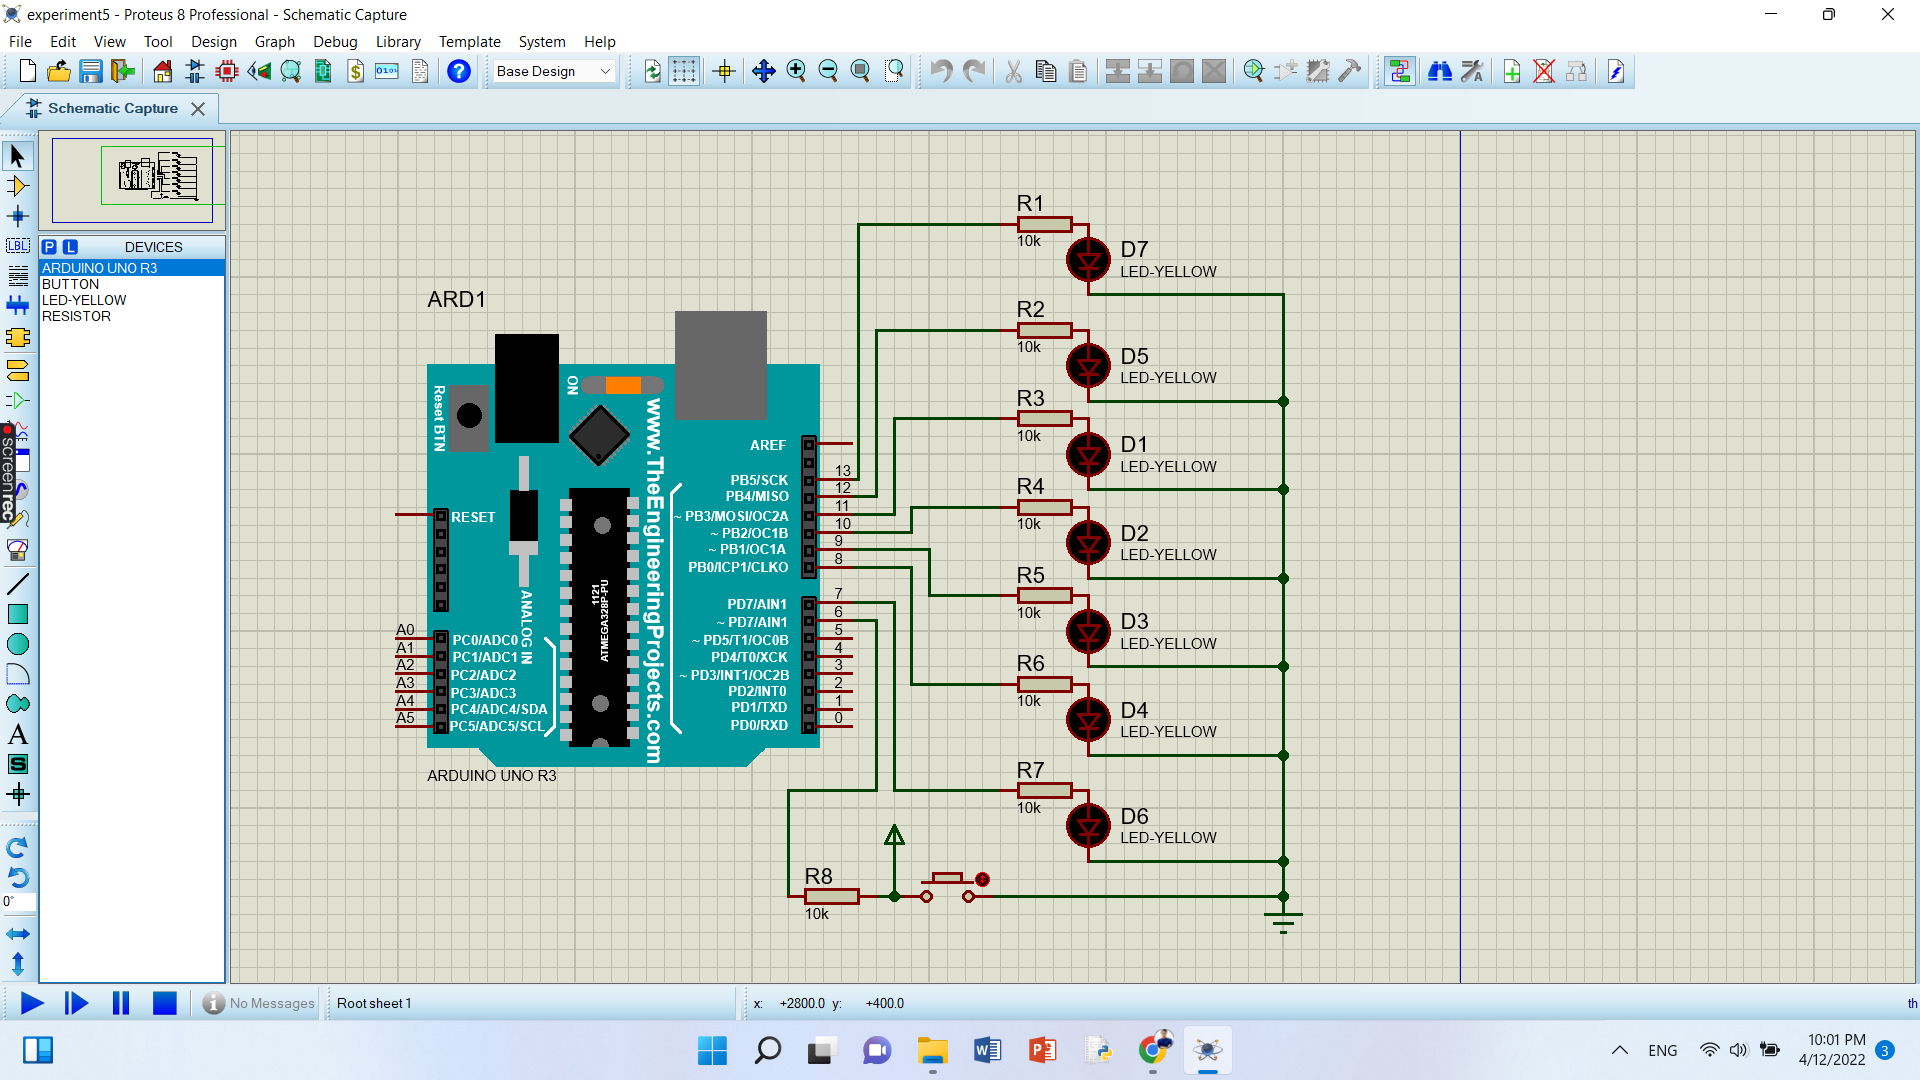 experiment5 - Proteus 8 Professional - Schematic Capture
File Edit View Tool Design Graph Debug Library Template System Help
Base Design
Schematic Capture
P L DEVICES
ARDUINO UNO R3
BUTTON
LED-YELLOW
RESISTOR
LBL
A
S
0°
screenrec
ARD1
Reset BTN
ON
www.TheEngineeringProjects.com
1121
ATMEGA328P-PU
ANALOG IN
RESET
A0 PC0/ADC0
A1 PC1/ADC1
A2 PC2/ADC2
A3 PC3/ADC3
A4 PC4/ADC4/SDA
A5 PC5/ADC5/SCL
AREF
PB5/SCK 13
PB4/MISO 12
~ PB3/MOSI/OC2A 11
~ PB2/OC1B 10
~ PB1/OC1A 9
PB0/ICP1/CLKO 8
PD7/AIN1 7
~ PD7/AIN1 6
~ PD5/T1/OC0B 5
PD4/T0/XCK 4
~ PD3/INT1/OC2B 3
PD2/INT0 2
PD1/TXD 1
PD0/RXD 0
ARDUINO UNO R3
R1
10k
D7
LED-YELLOW
R2
10k
D5
LED-YELLOW
R3
10k
D1
LED-YELLOW
R4
10k
D2
LED-YELLOW
R5
10k
D3
LED-YELLOW
R6
10k
D4
LED-YELLOW
R7
10k
D6
LED-YELLOW
R8
10k
No Messages Root sheet 1 x: +2800.0 y: +400.0 th
ENG
10:01 PM
4/12/2022
3